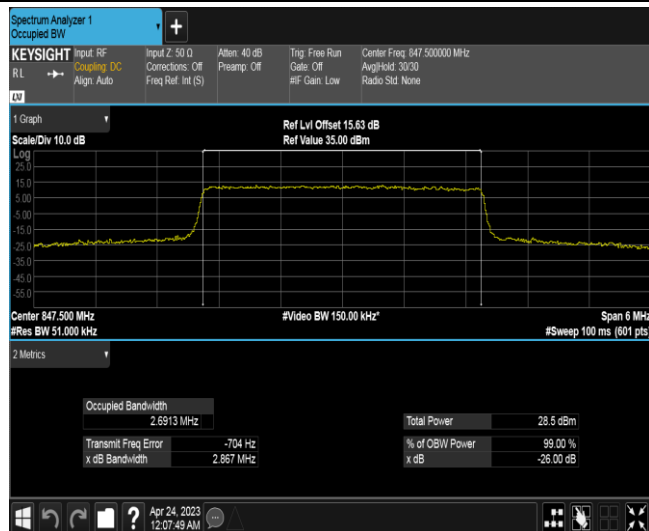 Spectrum Analyzer 1
Occupied BW
+
KEYSIGHT
RL
LXI
Input: RF
Coupling: DC
Align: Auto
Input Z: 50 Ω
Corrections: Off
Freq Ref: Int (S)
Atten: 40 dB
Preamp: Off
Trig: Free Run
Gate: Off
#IF Gain: Low
Center Freq: 847.500000 MHz
Avg|Hold: 30/30
Radio Std: None
1 Graph
Scale/Div 10.0 dB
Ref Lvl Offset 15.63 dB
Ref Value 35.00 dBm
Log
25.0
15.0
5.00
-5.00
-15.0
-25.0
-35.0
-45.0
-55.0
Center 847.500 MHz
#Res BW 51.000 kHz
#Video BW 150.00 kHz*
Span 6 MHz
#Sweep 100 ms (601 pts)
2 Metrics
Occupied Bandwidth
2.6913 MHz
Transmit Freq Error -704 Hz
x dB Bandwidth 2.867 MHz
Total Power 28.5 dBm
% of OBW Power 99.00 %
x dB -26.00 dB
?
Apr 24, 2023
12:07:49 AM